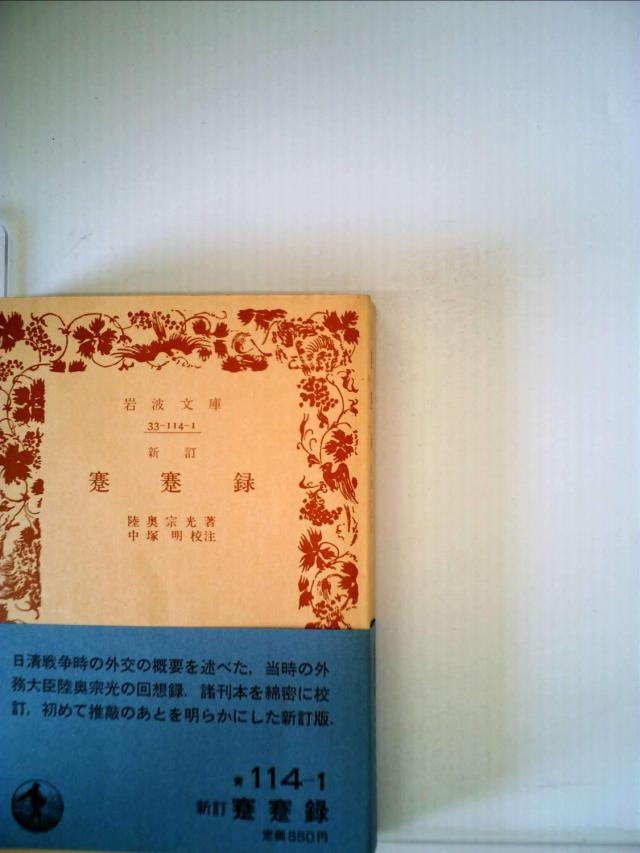 岩波文庫
33-114-1
新訂
蹇蹇録
陸奥宗光著
中塚明校注
日清戦争時の外交の概要を述べた，当時の外
務大臣陸奥宗光の回想録．諸刊本を綿密に校
訂，初めて推敲のあとを明らかにした新訂版．
青 114-1
新訂 蹇蹇録
定価550円